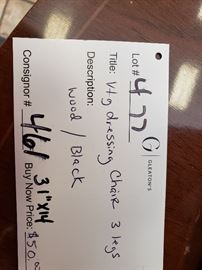 Lot # 477
G
GLEATON'S
Title: Vtg dressing Chair 3 legs
Description:
Wood / Black
Consignor # 461 31"x14 Buy Now Price: $50.00